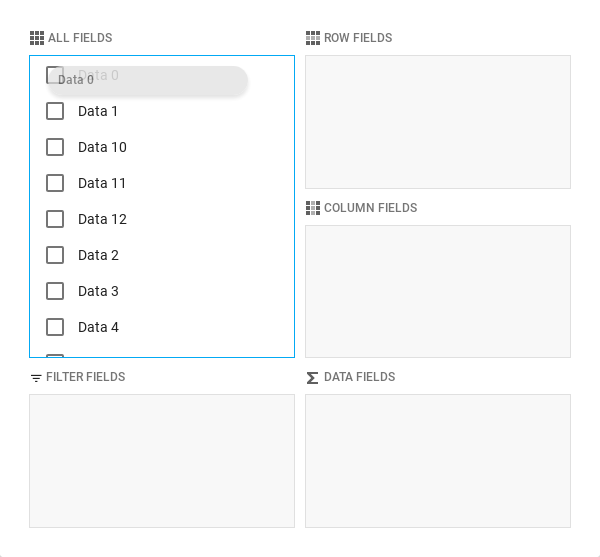 ALL FIELDS
Data 0
Data 0
Data 1
Data 10
Data 11
Data 12
Data 2
Data 3
Data 4
ROW FIELDS
COLUMN FIELDS
FILTER FIELDS
DATA FIELDS